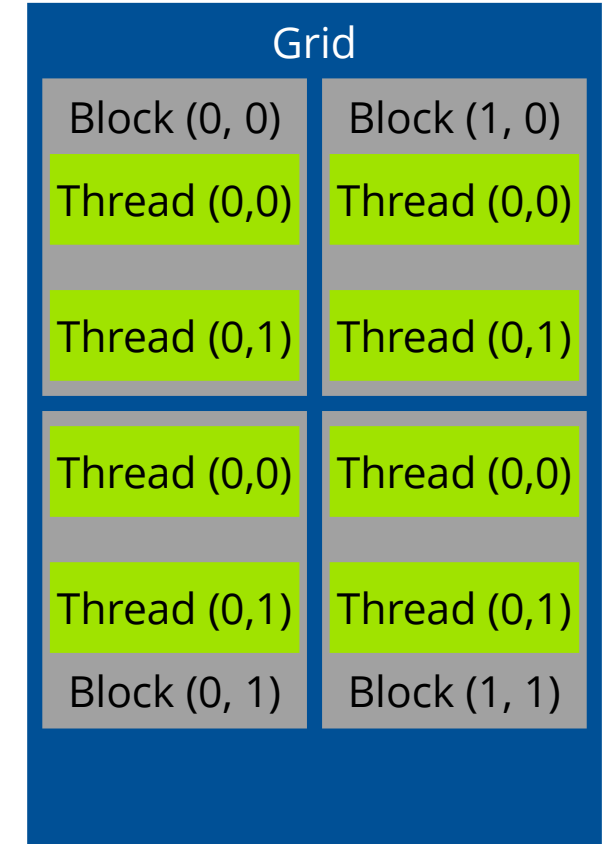 Grid
Block (0, 0) Block (1, 0)
Thread (0,0) Thread (0,0)
Thread (0,1) Thread (0,1)
Thread (0,0) Thread (0,0)
Thread (0,1) Thread (0,1)
Block (0, 1) Block (1, 1)